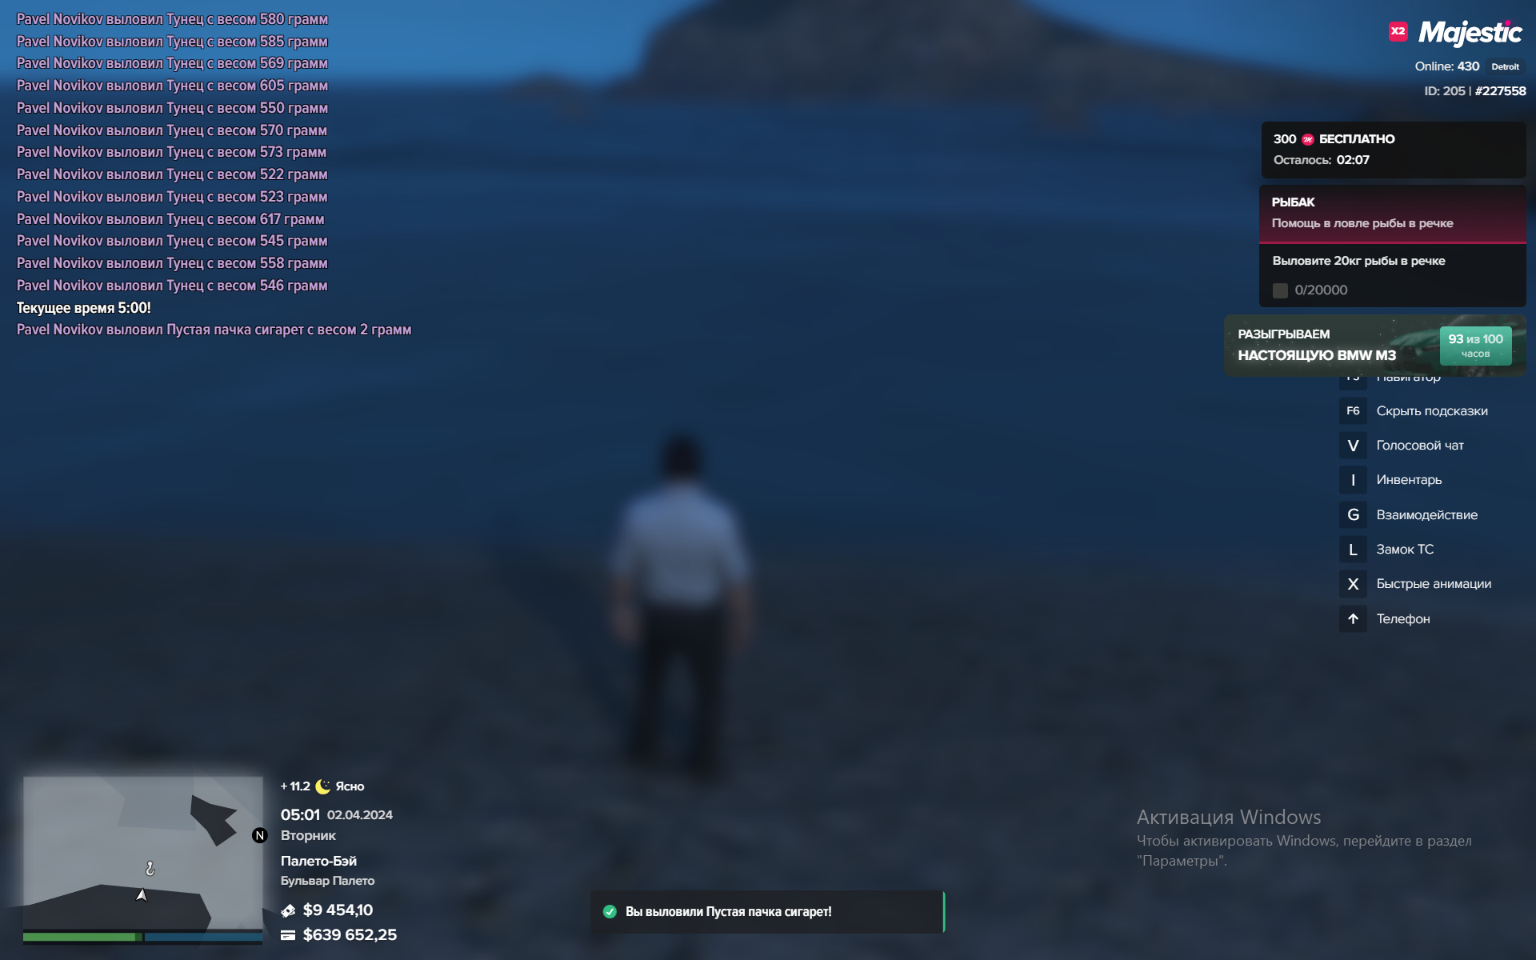 Pavel Novikov выловил Тунец с весом 580 грамм
Pavel Novikov выловил Тунец с весом 585 грамм
Pavel Novikov выловил Тунец с весом 569 грамм
Pavel Novikov выловил Тунец с весом 605 грамм
Pavel Novikov выловил Тунец с весом 550 грамм
Pavel Novikov выловил Тунец с весом 570 грамм
Pavel Novikov выловил Тунец с весом 573 грамм
Pavel Novikov выловил Тунец с весом 522 грамм
Pavel Novikov выловил Тунец с весом 523 грамм
Pavel Novikov выловил Тунец с весом 617 грамм
Pavel Novikov выловил Тунец с весом 545 грамм
Pavel Novikov выловил Тунец с весом 558 грамм
Pavel Novikov выловил Тунец с весом 546 грамм
Текущее время 5:00!
Pavel Novikov выловил Пустая пачка сигарет с весом 2 грамм
X2 Majestic
Online: 430 Detroit
ID: 205 | #227558
300 БЕСПЛАТНО
Осталось: 02:07
РЫБАК
Помощь в ловле рыбы в речке
Выловите 20кг рыбы в речке
0/20000
РАЗЫГРЫВАЕМ
НАСТОЯЩУЮ BMW M3
93 из 100
часов
Навигатор
F6 Скрыть подсказки
V Голосовой чат
I Инвентарь
G Взаимодействие
L Замок ТС
X Быстрые анимации
Телефон
+ 11.2 Ясно
05:01 02.04.2024
N Вторник
Палето-Бэй
Бульвар Палето
$9 454,10
$639 652,25
Вы выловили Пустая пачка сигарет!
Активация Windows
Чтобы активировать Windows, перейдите в раздел
"Параметры".